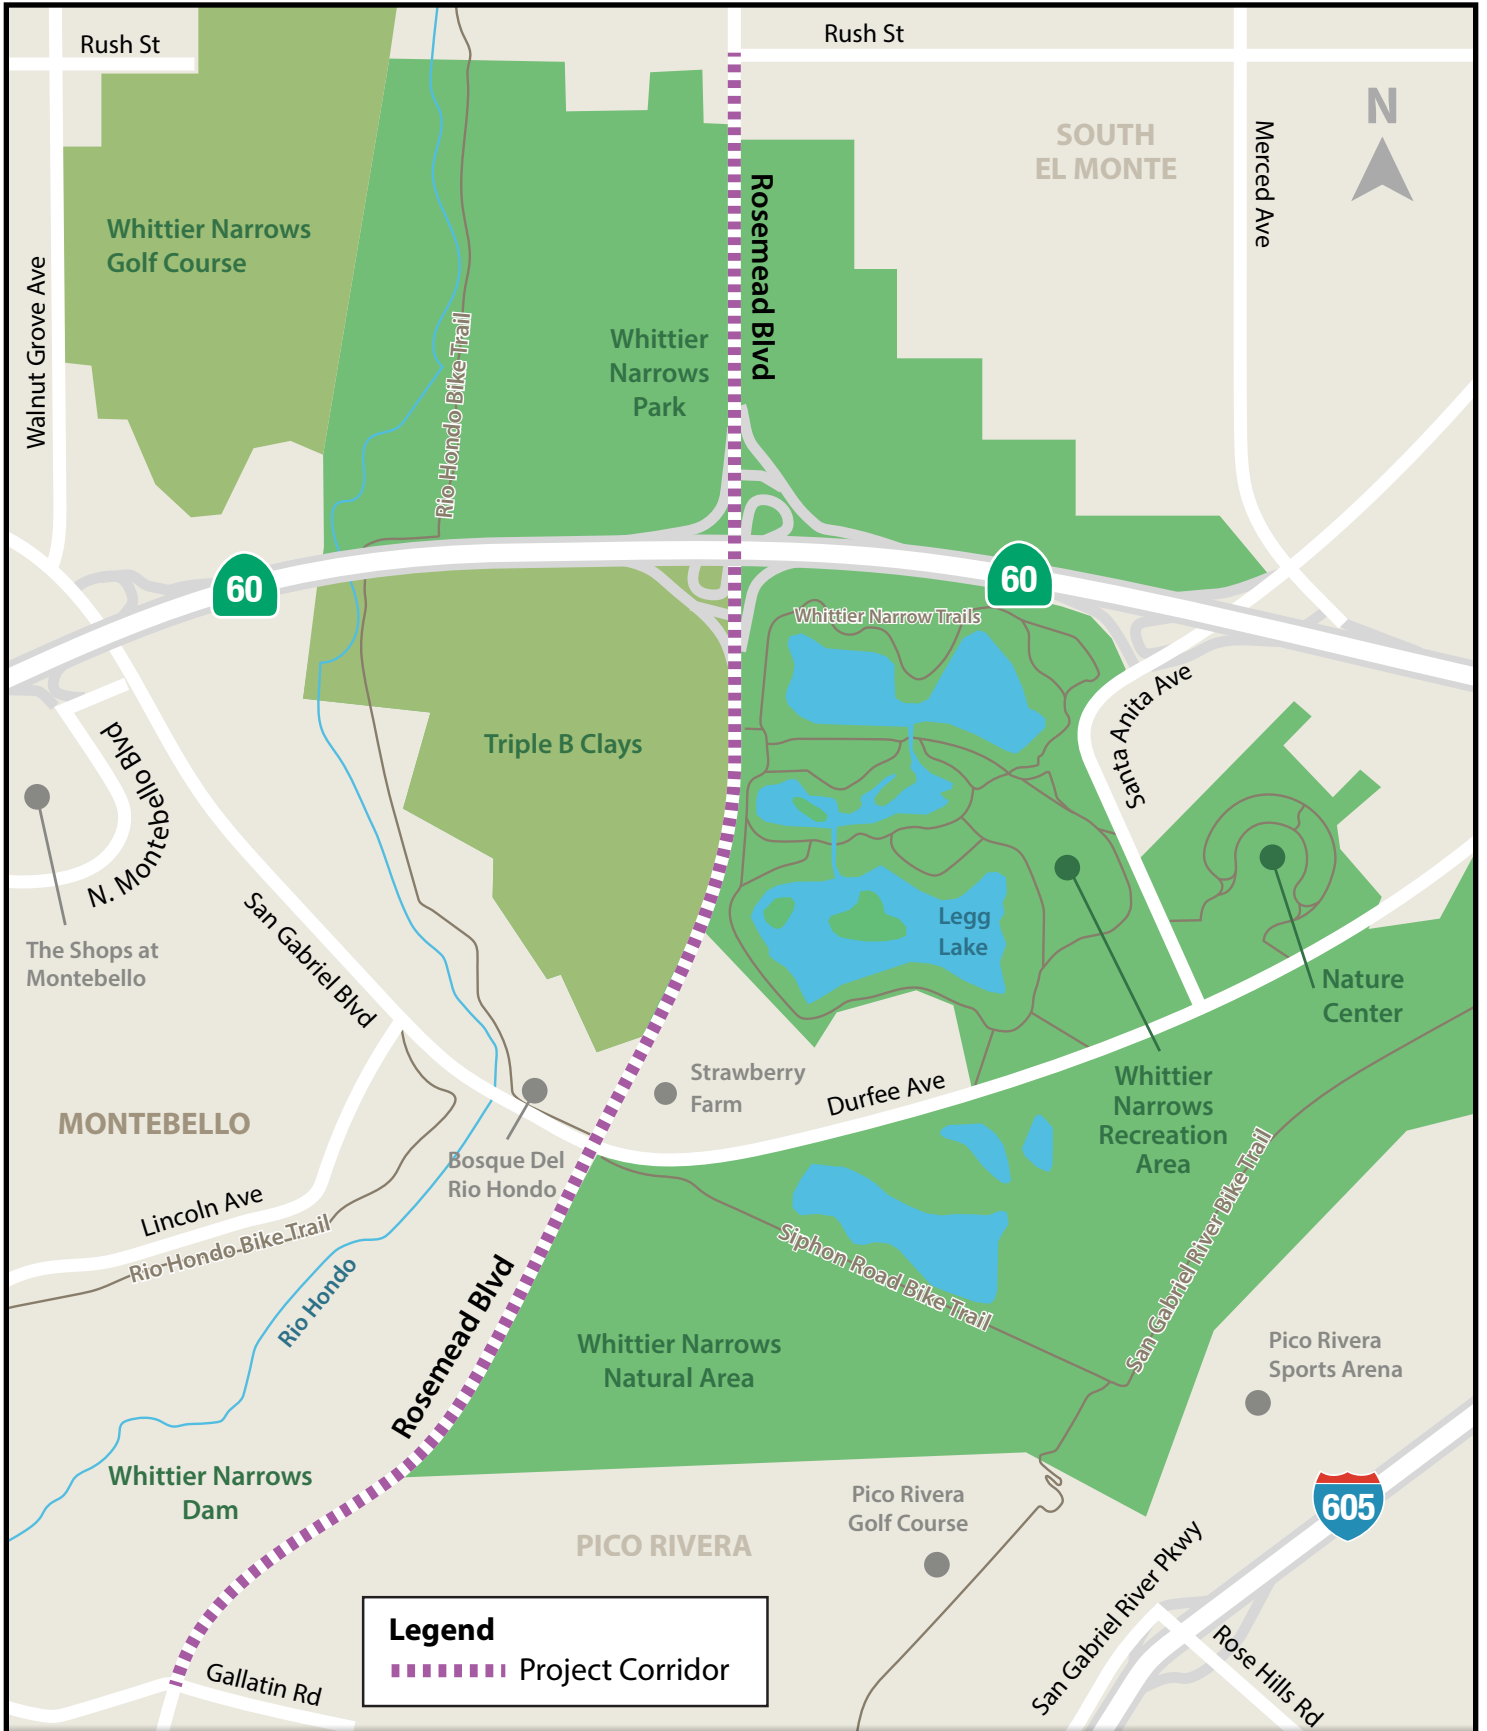 Rush St
Rush St
N
SOUTH
EL MONTE
Merced Ave
Whittier Narrows
Golf Course
Walnut Grove Ave
Rosemead Blvd
Rio Hondo Bike Trail
Whittier
Narrows
Park
60
60
Whittier Narrow Trails
Santa Anita Ave
Triple B Clays
N. Montebello Blvd
The Shops at
Montebello
San Gabriel Blvd
Legg
Lake
Nature
Center
Strawberry
Farm
Durfee Ave
Whittier
Narrows
Recreation
Area
MONTEBELLO
Bosque Del
Rio Hondo
Lincoln Ave
Rio Hondo Bike Trail
Rio Hondo
Siphon Road Bike Trail
San Gabriel River Bike Trail
Rosemead Blvd
Whittier Narrows
Natural Area
Pico Rivera
Sports Arena
Whittier Narrows
Dam
Pico Rivera
Golf Course
605
PICO RIVERA
San Gabriel River Pkwy
Rose Hills Rd
Gallatin Rd
Legend
Project Corridor